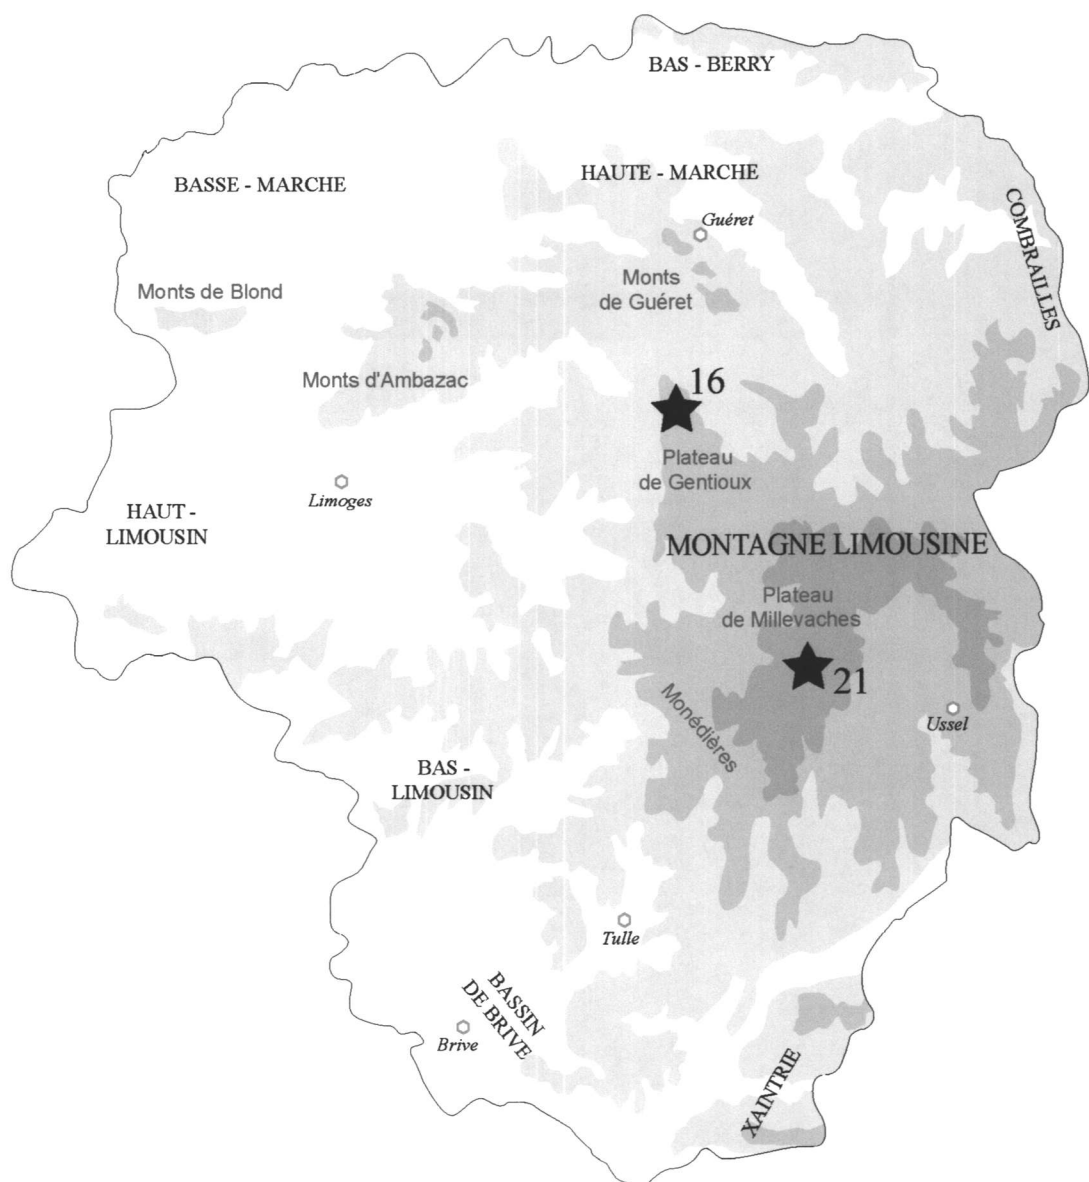 BAS - BERRY
HAUTE - MARCHE
BASSE - MARCHE
COMBRAILLES
Guéret
Monts
de Guéret
Monts de Blond
Monts d'Ambazac
16
Plateau
de Gentioux
Limoges
HAUT -
LIMOUSIN
MONTAGNE LIMOUSINE
Plateau
de Millevaches
21
Monédières
Ussel
BAS -
LIMOUSIN
Tulle
BASSIN
DE BRIVE
Brive
XAINTRIE